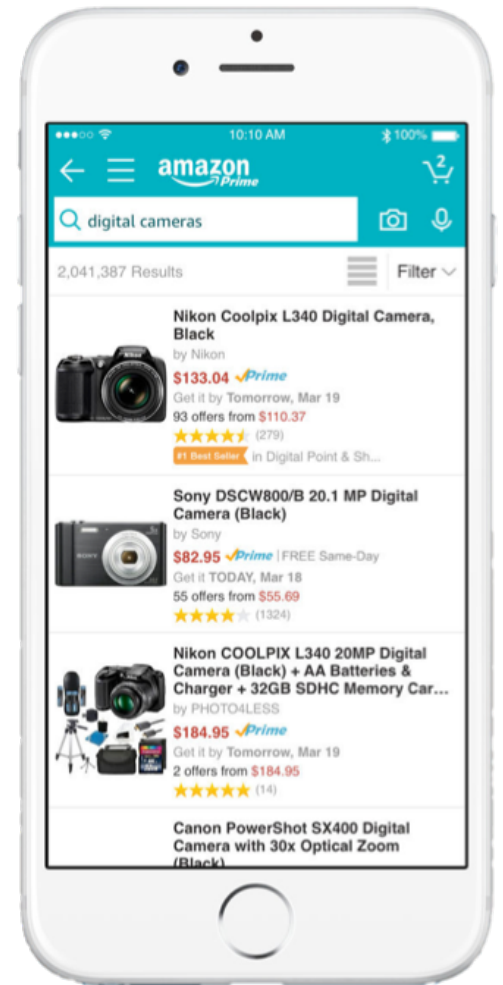 10:10 AM 100%
amazon 2
Prime
digital cameras
2,041,387 Results Filter
Nikon Coolpix L340 Digital Camera,
Black
by Nikon
$133.04 Prime
Get it by Tomorrow, Mar 19
93 offers from $110.37
(279)
#1 Best Seller in Digital Point & Sh...
Sony DSCW800/B 20.1 MP Digital
Camera (Black)
by Sony
SONY
$82.95 Prime | FREE Same-Day
Get it TODAY, Mar 18
55 offers from $55.69
(1324)
Nikon COOLPIX L340 20MP Digital
Camera (Black) + AA Batteries &
Charger + 32GB SDHC Memory Car...
by PHOTO4LESS
$184.95 Prime
Get it by Tomorrow, Mar 19
2 offers from $184.95
(14)
Canon PowerShot SX400 Digital
Camera with 30x Optical Zoom
(Black)